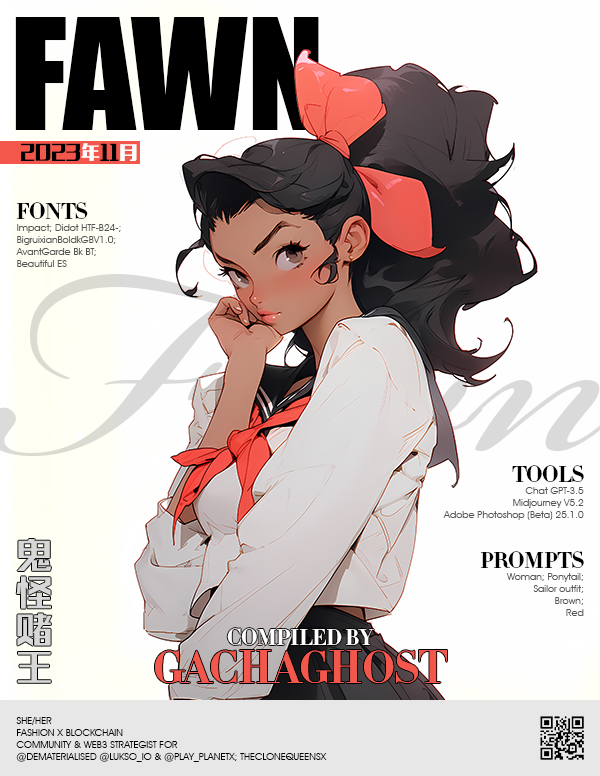 FAWN
2023年11月
FONTS
Impact; Didot HTF-B24-;
BigruixianBoldkGBV1.0;
AvantGarde Bk BT;
Beautiful ES
Fawn
TOOLS
Chat GPT-3.5
Midjourney V5.2
Adobe Photoshop (Beta) 25.1.0
PROMPTS
Woman; Ponytail;
Sailor outfit;
Brown;
Red
鬼怪赌王
COMPILED BY
GACHAGHOST
SHE/HER
FASHION X BLOCKCHAIN
COMMUNITY & WEB3 STRATEGIST FOR
@DEMATERIALISED @LUKSO_IO & @PLAY_PLANETX; THECLONEQUEENSX